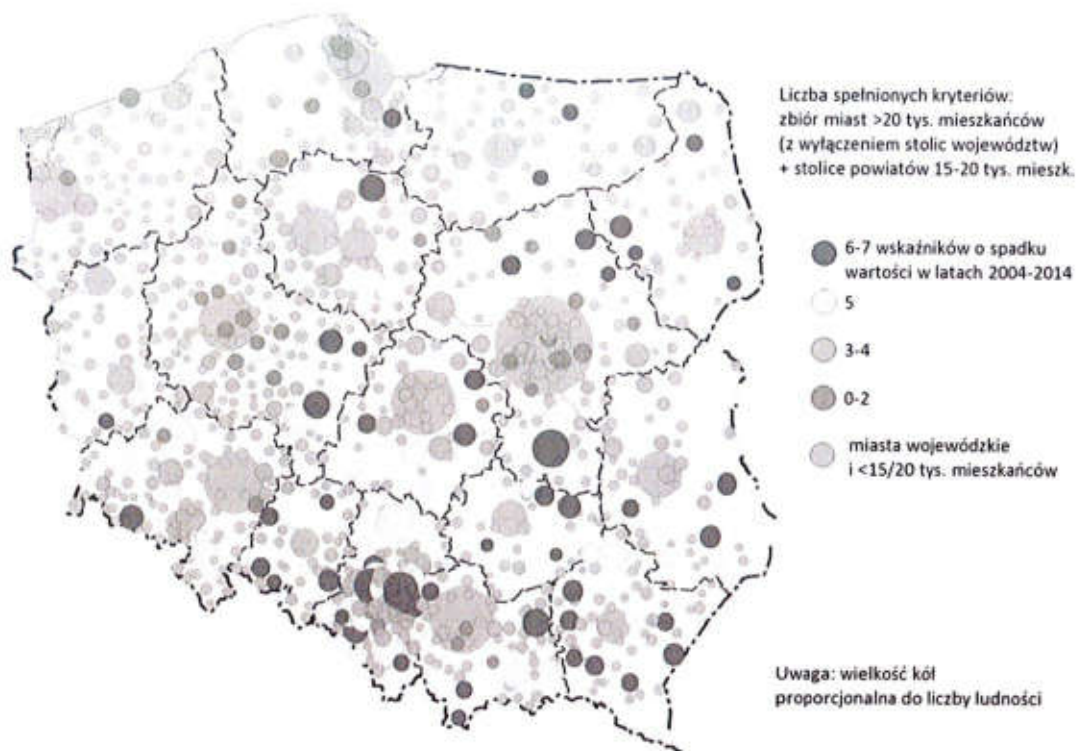 Liczba spełnionych kryteriów:
zbiór miast >20 tys. mieszkańców
(z wyłączeniem stolic województw)
+ stolice powiatów 15-20 tys. mieszk.
6-7 wskaźników o spadku
wartości w latach 2004-2014
5
3-4
0-2
miasta wojewódzkie
i <15/20 tys. mieszkańców
Uwaga: wielkość kół
proporcjonalna do liczby ludności